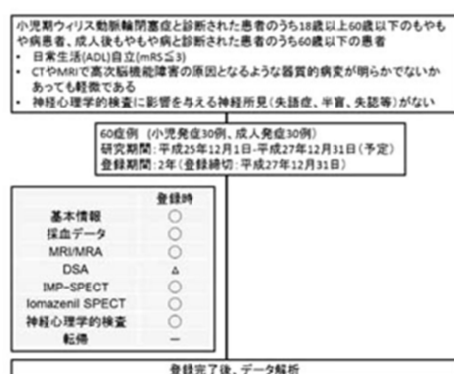 小児期ウィリス動脈輪閉塞症と診断された患者のうち18歳以上60歳以下のもやも
や病患者、成人後もやもや病と診断された患者のうち60歳以下の患者
• 日常生活(ADL)自立(mRS≦3)
• CTやMRIで高次脳機能障害の原因となるような器質的病変が明らかでないか
あっても軽微である
• 神経心理学的検査に影響を与える神経所見(失語症、半盲、失認等)がない
60症例 (小児発症30例、成人発症30例)
研究期間:平成25年12月1日-平成27年12月31日(予定)
登録期間:2年(登録締切:平成27年12月31日)
登録時
基本情報 ○
採血データ ○
MRI/MRA ○
DSA △
IMP-SPECT ○
Iomazenil SPECT ○
神経心理学的検査 ○
転帰 ー
登録完了後、データ解析